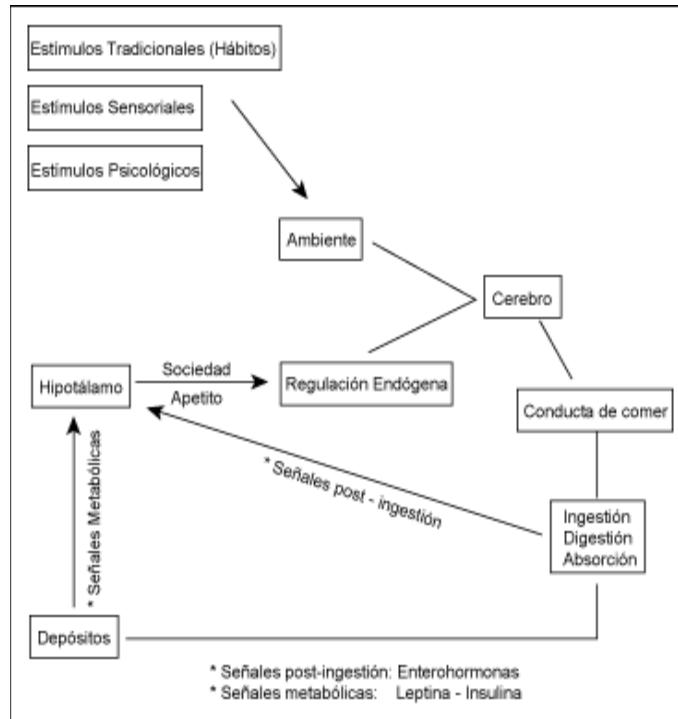 Estímulos Tradicionales (Hábitos)
Estímulos Sensoriales
Estímulos Psicológicos
Ambiente
Cerebro
Sociedad
Hipotálamo
Apetito
Regulación Endógena
Conducta de comer
* Señales post - ingestión
* Señales Metabólicas
Ingestión
Digestión
Absorción
Depósitos
* Señales post-ingestión: Enterohormonas
* Señales metabólicas: Leptina - Insulina